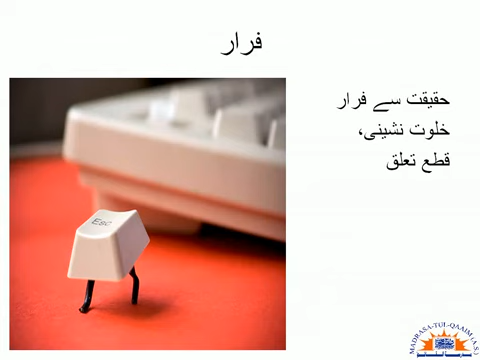 فرار
حقیقت سے فرار
خلوت نشینی،
قطع تعلق
ESC
MADRASA-TUL-QAAIM (A.S)